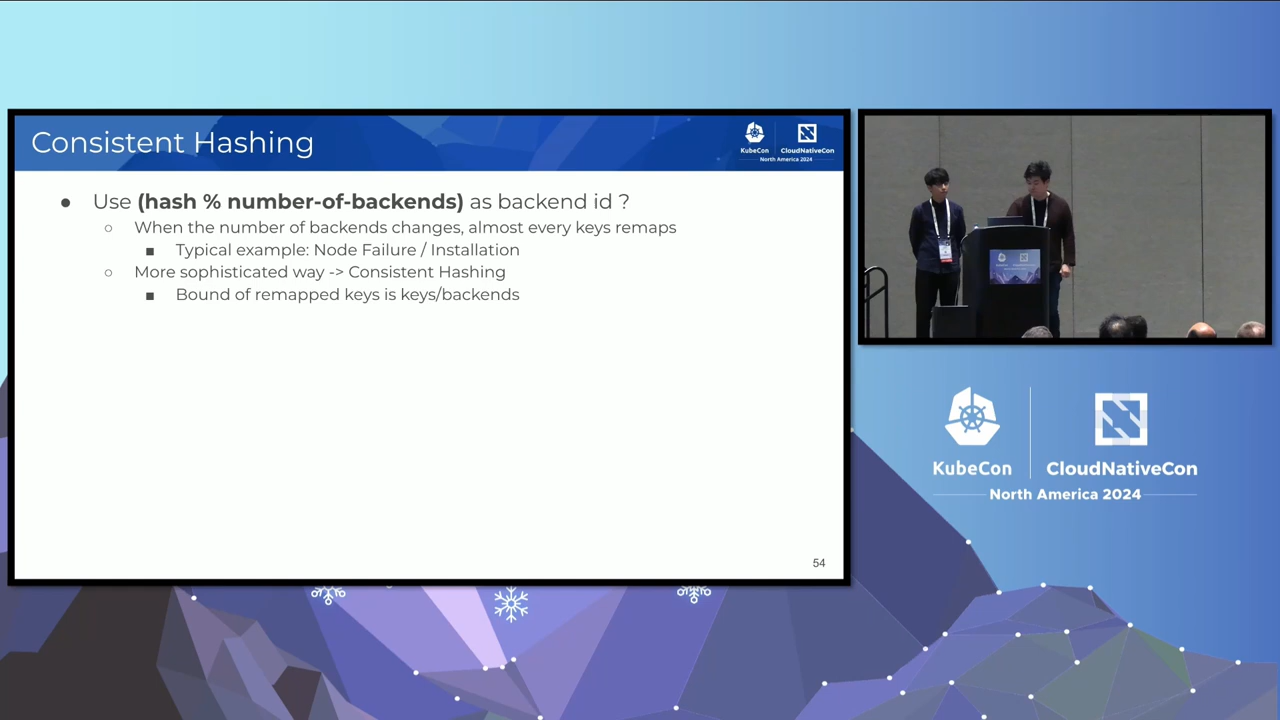 Consistent Hashing
KubeCon
CloudNativeCon
North America 2024
● Use (hash % number-of-backends) as backend id ?
○ When the number of backends changes, almost every keys remaps
■ Typical example: Node Failure / Installation
○ More sophisticated way -> Consistent Hashing
■ Bound of remapped keys is keys/backends
54
KubeCon
CloudNativeCon
North America 2024